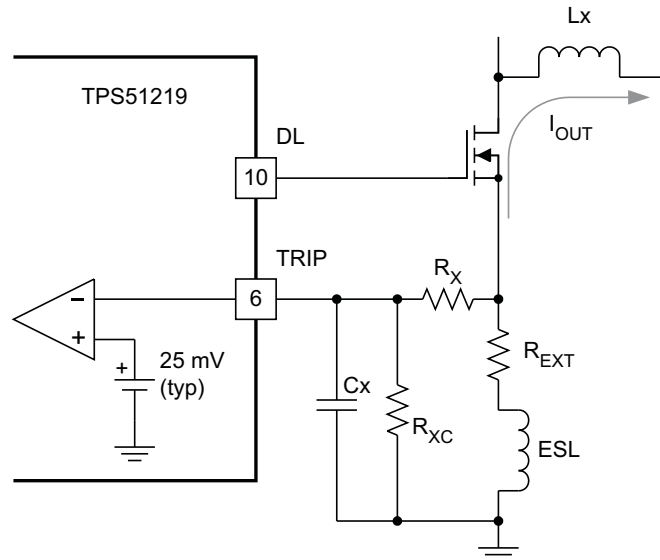 Lx
TPS51219
I_OUT
DL
10
TRIP
R_X
6
− 
+
+
25 mV
(typ)
Cx
R_XC
R_EXT
ESL